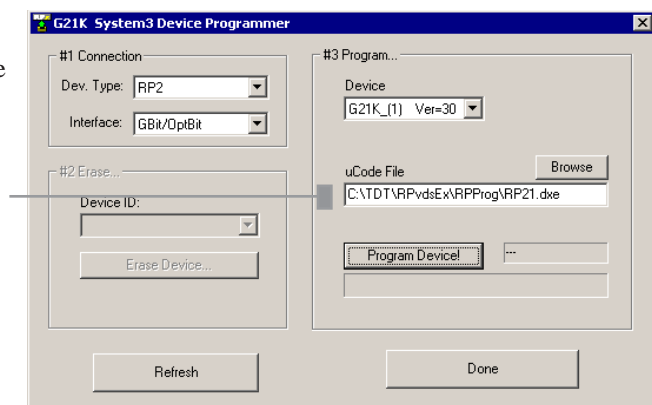 G21K System3 Device Programmer
e
#1 Connection
Dev. Type: RP2
Interface: GBit/OptBit
#2 Erase...
Device ID:
Erase Device...
Refresh
#3 Program...
Device
G21K_(1) Ver=30
uCode File
Browse
C:\TDT\RPvdsEx\RPProg\RP21.dxe
Program Device!
---
Done